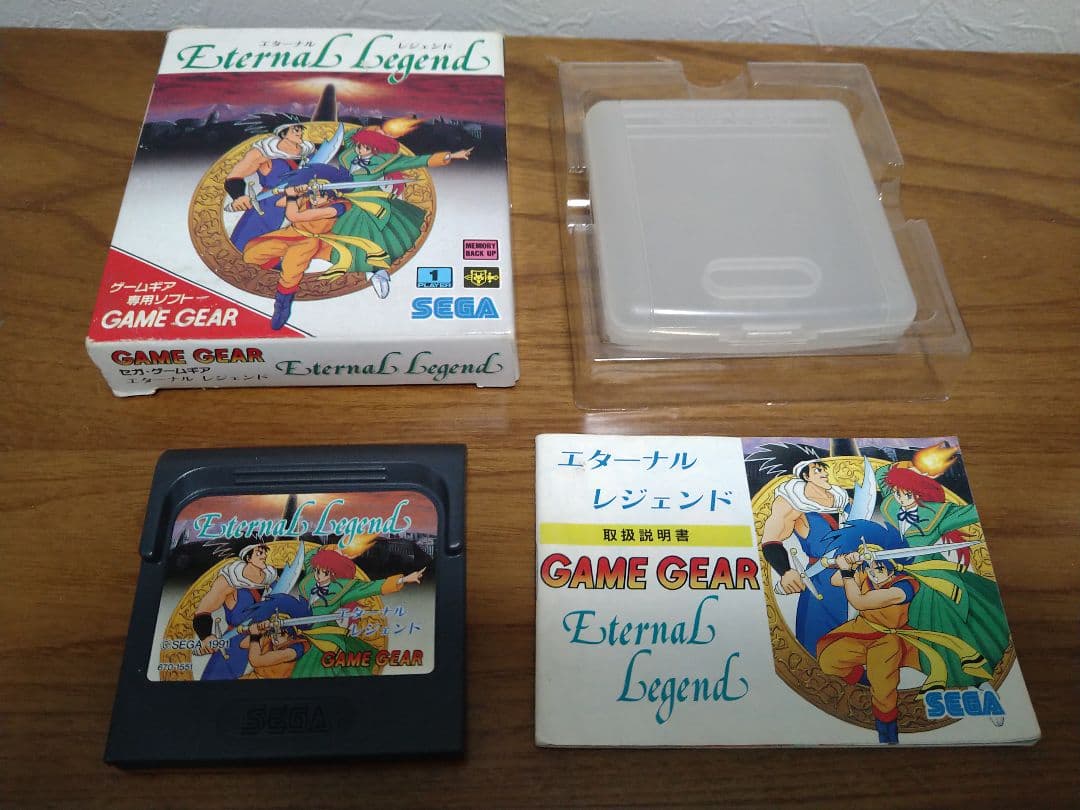 エターナル レジェンド
Eternal Legend
MEMORY
BACK UP
1
PLAYER
SEGA
ゲームギア
専用ソフト
GAME GEAR
GAME GEAR
セガ・ゲームギア
エターナル レジェンド
Eternal Legend
Eternal Legend
エターナル
レジェンド
©SEGA 1991
670-1551
GAME GEAR
SEGA
エターナル
レジェンド
取扱説明書
GAME GEAR
Eternal
Legend
SEGA